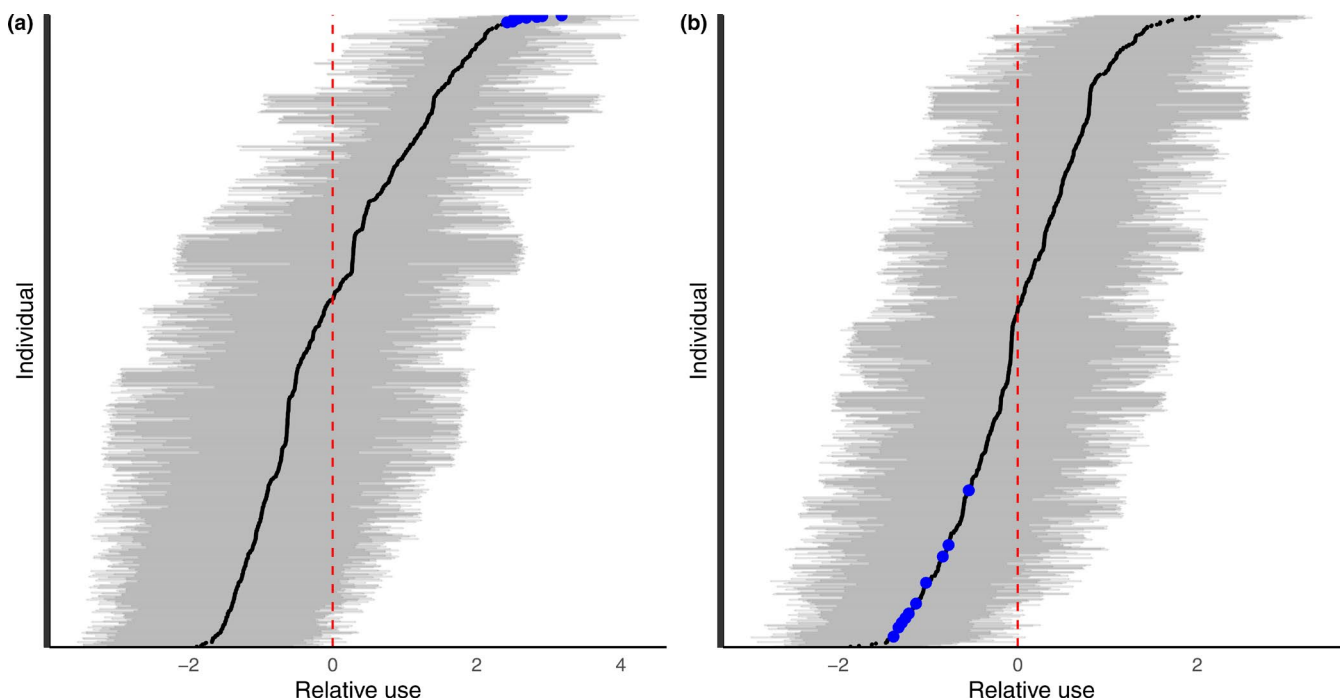 (a)
Individual
−2 0 2 4
Relative use
(b)
Individual
−2 0 2
Relative use